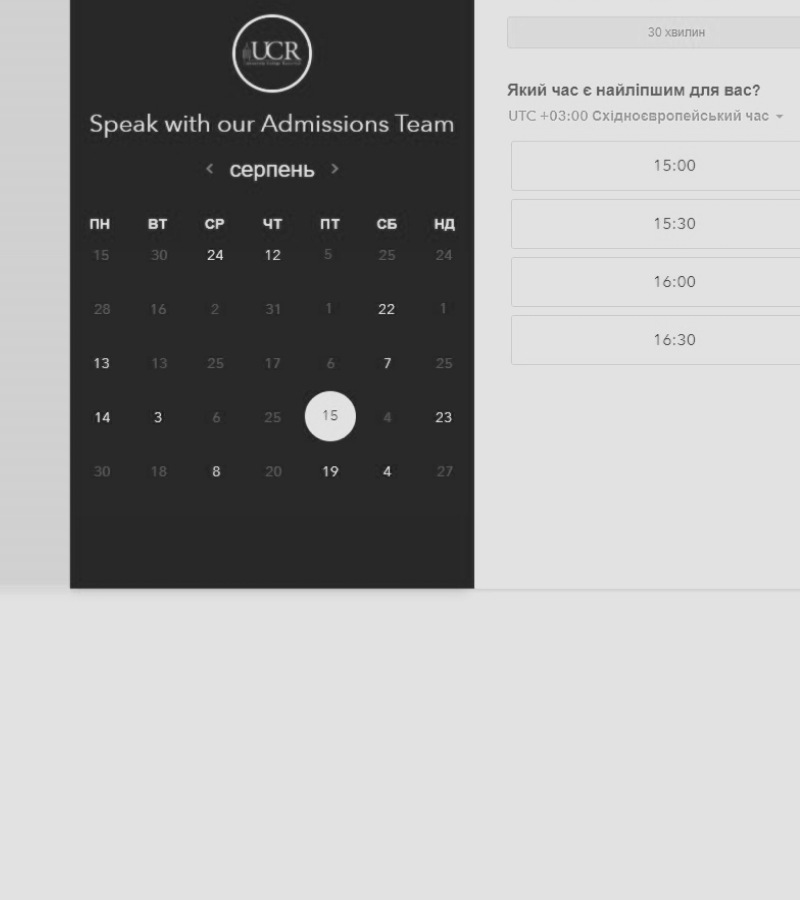 UCR
Speak with our Admissions Team
серпень
ПН ВТ СР ЧТ ПТ СБ НД
15 30 24 12 5 25 24
28 16 2 31 1 22 1
13 13 25 17 6 7 25
14 3 6 25 15 4 23
30 18 8 20 19 4 27
30 хвилин
Який час є найліпшим для вас?
UTC +03:00 Східноєвропейський час
15:00
15:30
16:00
16:30